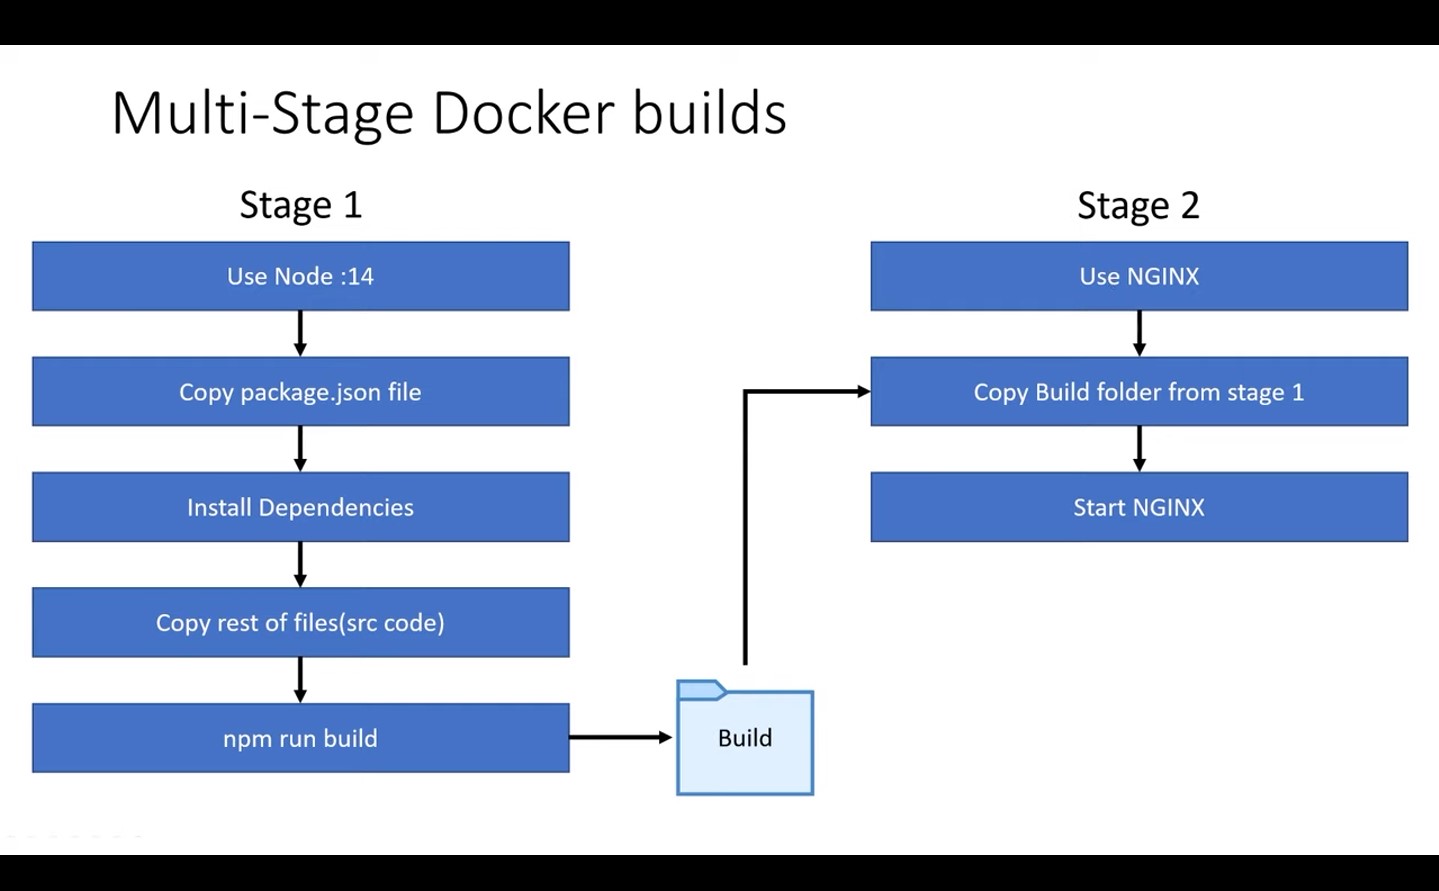 Multi-Stage Docker builds
Stage 1
Use Node :14
Copy package.json file
Install Dependencies
Copy rest of files(src code)
npm run build
Build
Stage 2
Use NGINX
Copy Build folder from stage 1
Start NGINX